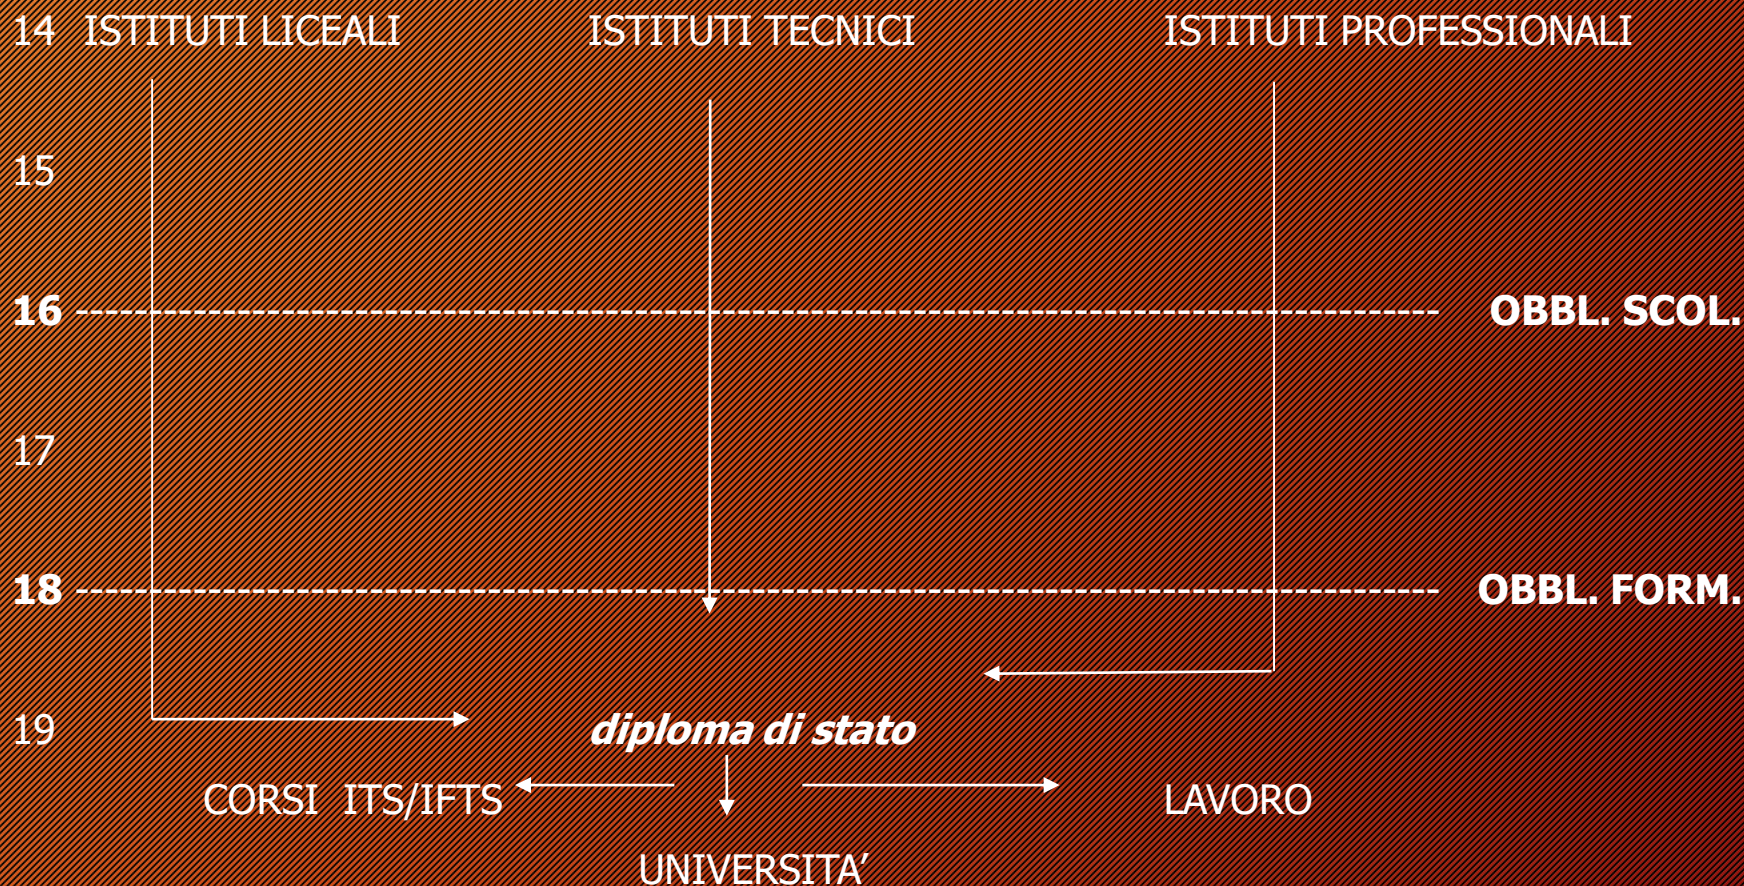 14 ISTITUTI LICEALI ISTITUTI TECNICI ISTITUTI PROFESSIONALI
15
16 ------------------------------------------------------------ OBBL. SCOL.
17
18 ------------------------------------------------------------ OBBL. FORM.
19 diploma di stato
CORSI ITS/IFTS LAVORO
UNIVERSITA’